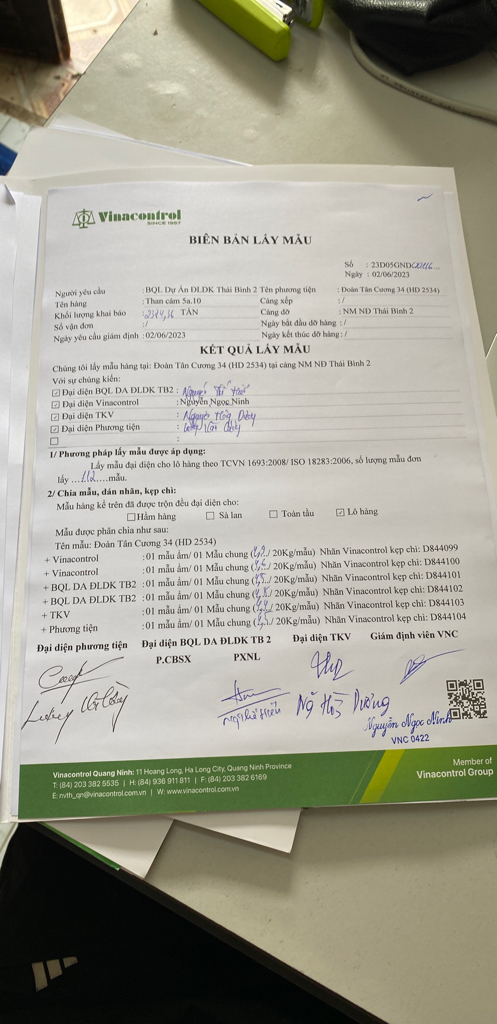 Vinacontrol
SINCE 1957
BIÊN BẢN LẤY MẪU
Số : 23D05GND
Ngày : 02/06/2023
Người yêu cầu : BQL Dự Án ĐLDK Thái Bình 2 Tên phương tiện : Đoàn Tân Cương 34 (HD 2534)
Tên hàng : Than cám 5a.10 Cảng xếp : /
Khối lượng khai báo : TẤN Cảng dỡ : NM NĐ Thái Bình 2
Số vận đơn : / Ngày bắt đầu dỡ hàng : /
Ngày yêu cầu giám định : 02/06/2023 Ngày kết thúc dỡ hàng : /
KẾT QUẢ LẤY MẪU
Chúng tôi lấy mẫu hàng tại: Đoàn Tân Cương 34 (HD 2534) tại cảng NM NĐ Thái Bình 2
Với sự chứng kiến:
☑ Đại diện BQL DA ĐLDK TB2 : Nguyễn
☑ Đại diện Vinacontrol : Nguyễn Ngọc Ninh
☑ Đại diện TKV : Nguyễn
☑ Đại diện Phương tiện :
☐ :
1/ Phương pháp lấy mẫu được áp dụng:
Lấy mẫu đại diện cho lô hàng theo TCVN 1693:2008/ ISO 18283:2006, số lượng mẫu đơn
lấy ...112.....mẫu.
2/ Chia mẫu, dán nhãn, kẹp chì:
Mẫu hàng kể trên đã được trộn đều đại diện cho:
☐ Hầm hàng ☐ Sà lan ☐ Toàn tàu ☑ Lô hàng
Mẫu được phân chia như sau:
Tên mẫu: Đoàn Tân Cương 34 (HD 2534)
+ Vinacontrol : 01 mẫu ẩm/ 01 Mẫu chung ( / 20Kg/mẫu) Nhãn Vinacontrol kẹp chì: D844099
+ Vinacontrol : 01 mẫu ẩm/ 01 Mẫu chung ( / 20Kg/mẫu) Nhãn Vinacontrol kẹp chì: D844100
+ BQL DA ĐLDK TB2 : 01 mẫu ẩm/ 01 Mẫu chung ( / 20Kg/mẫu) Nhãn Vinacontrol kẹp chì: D844101
+ BQL DA ĐLDK TB2 : 01 mẫu ẩm/ 01 Mẫu chung ( / 20Kg/mẫu) Nhãn Vinacontrol kẹp chì: D844102
+ TKV : 01 mẫu ẩm/ 01 Mẫu chung ( / 20Kg/mẫu) Nhãn Vinacontrol kẹp chì: D844103
+ Phương tiện : 01 mẫu ẩm/ 01 Mẫu chung ( / 20Kg/mẫu) Nhãn Vinacontrol kẹp chì: D844104
Đại diện phương tiện Đại diện BQL DA ĐLDK TB 2 Đại diện TKV Giám định viên VNC
P.CBSX PXNL
Dương
Nguyễn Ngọc Ninh
VNC 0422
Vinacontrol Quang Ninh: 11 Hoang Long, Ha Long City, Quang Ninh Province
T: (84) 203 382 5535 | H: (84) 936 911 811 | F: (84) 203 382 6169
E: nvth_qn@vinacontrol.com.vn | W: www.vinacontrol.com.vn
Member of
Vinacontrol Group